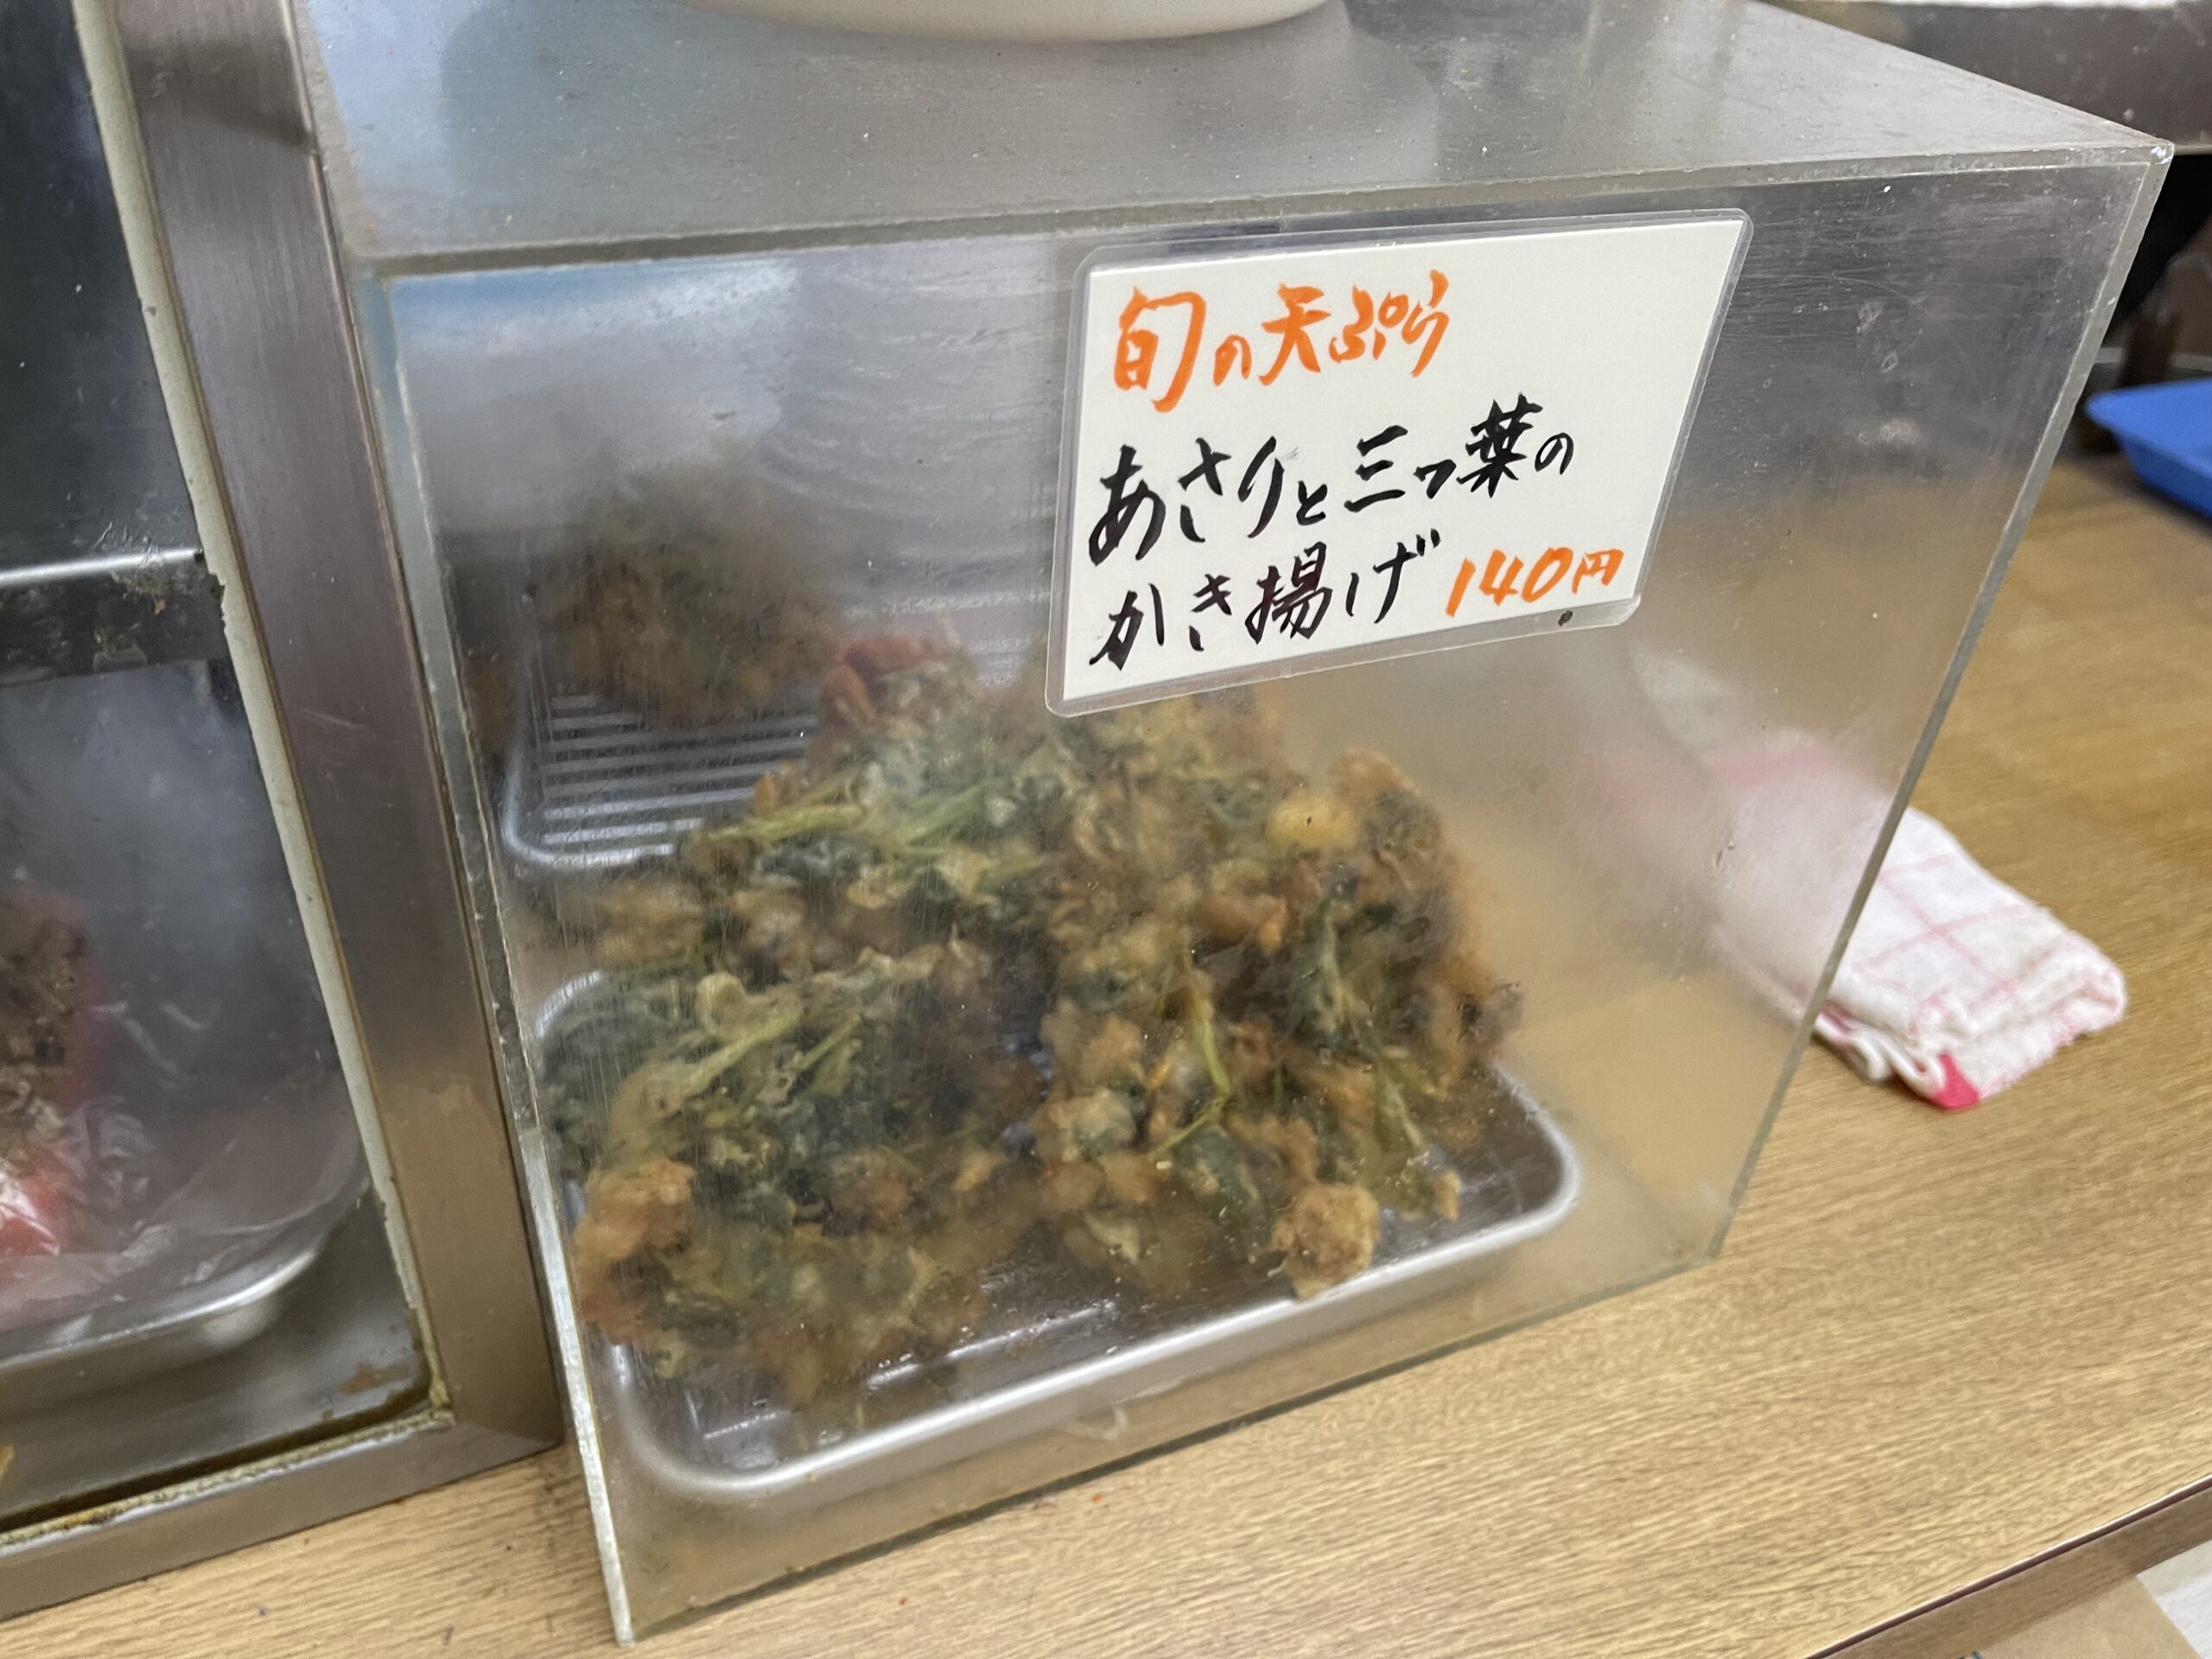 旬の天ぷら
あさりと三つ葉の
かき揚げ 140円